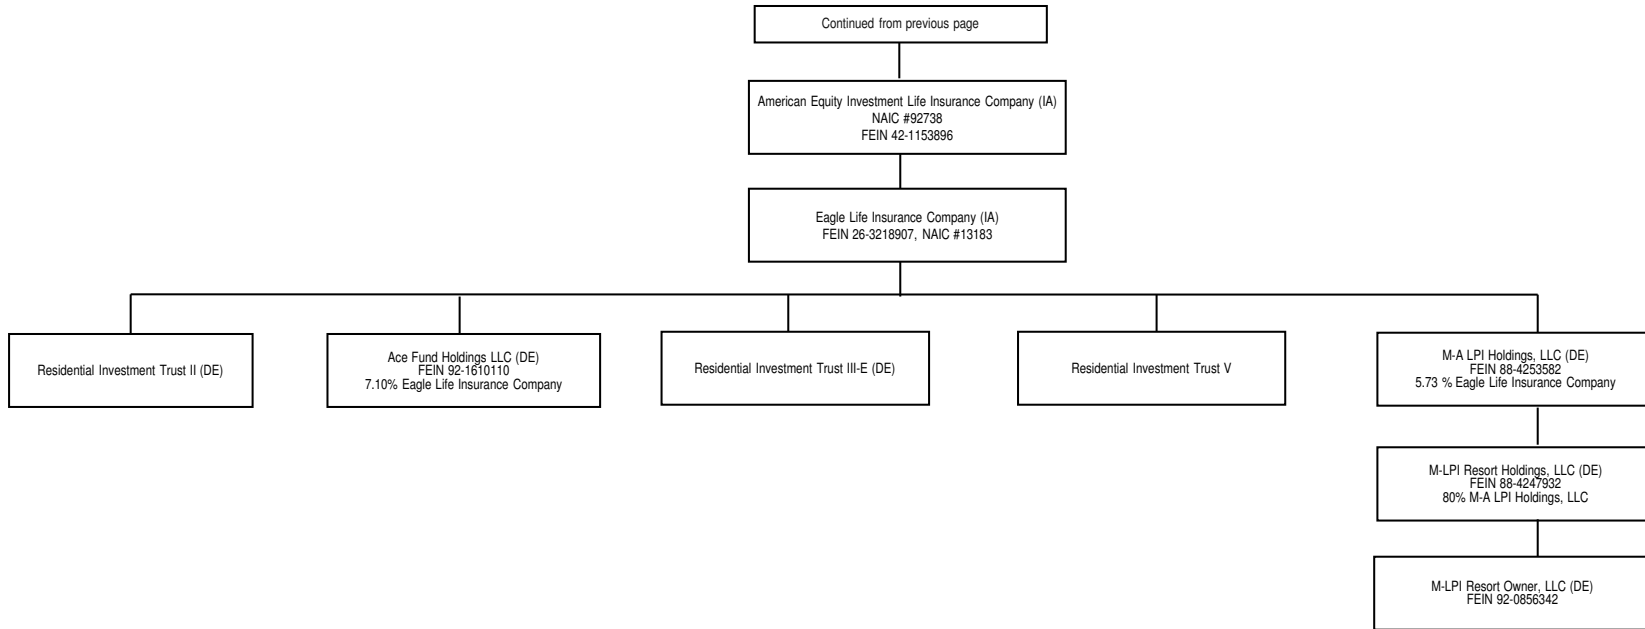 Continued from previous page
American Equity Investment Life Insurance Company (IA)
NAIC #92738
FEIN 42-1153896
Eagle Life Insurance Company (IA)
FEIN 26-3218907, NAIC #13183
Residential Investment Trust II (DE)
Ace Fund Holdings LLC (DE)
FEIN 92-1610110
7.10% Eagle Life Insurance Company
Residential Investment Trust III-E (DE)
Residential Investment Trust V
M-A LPI Holdings, LLC (DE)
FEIN 88-4253582
5.73 % Eagle Life Insurance Company
M-LPI Resort Holdings, LLC (DE)
FEIN 88-4247932
80% M-A LPI Holdings, LLC
M-LPI Resort Owner, LLC (DE)
FEIN 92-0856342